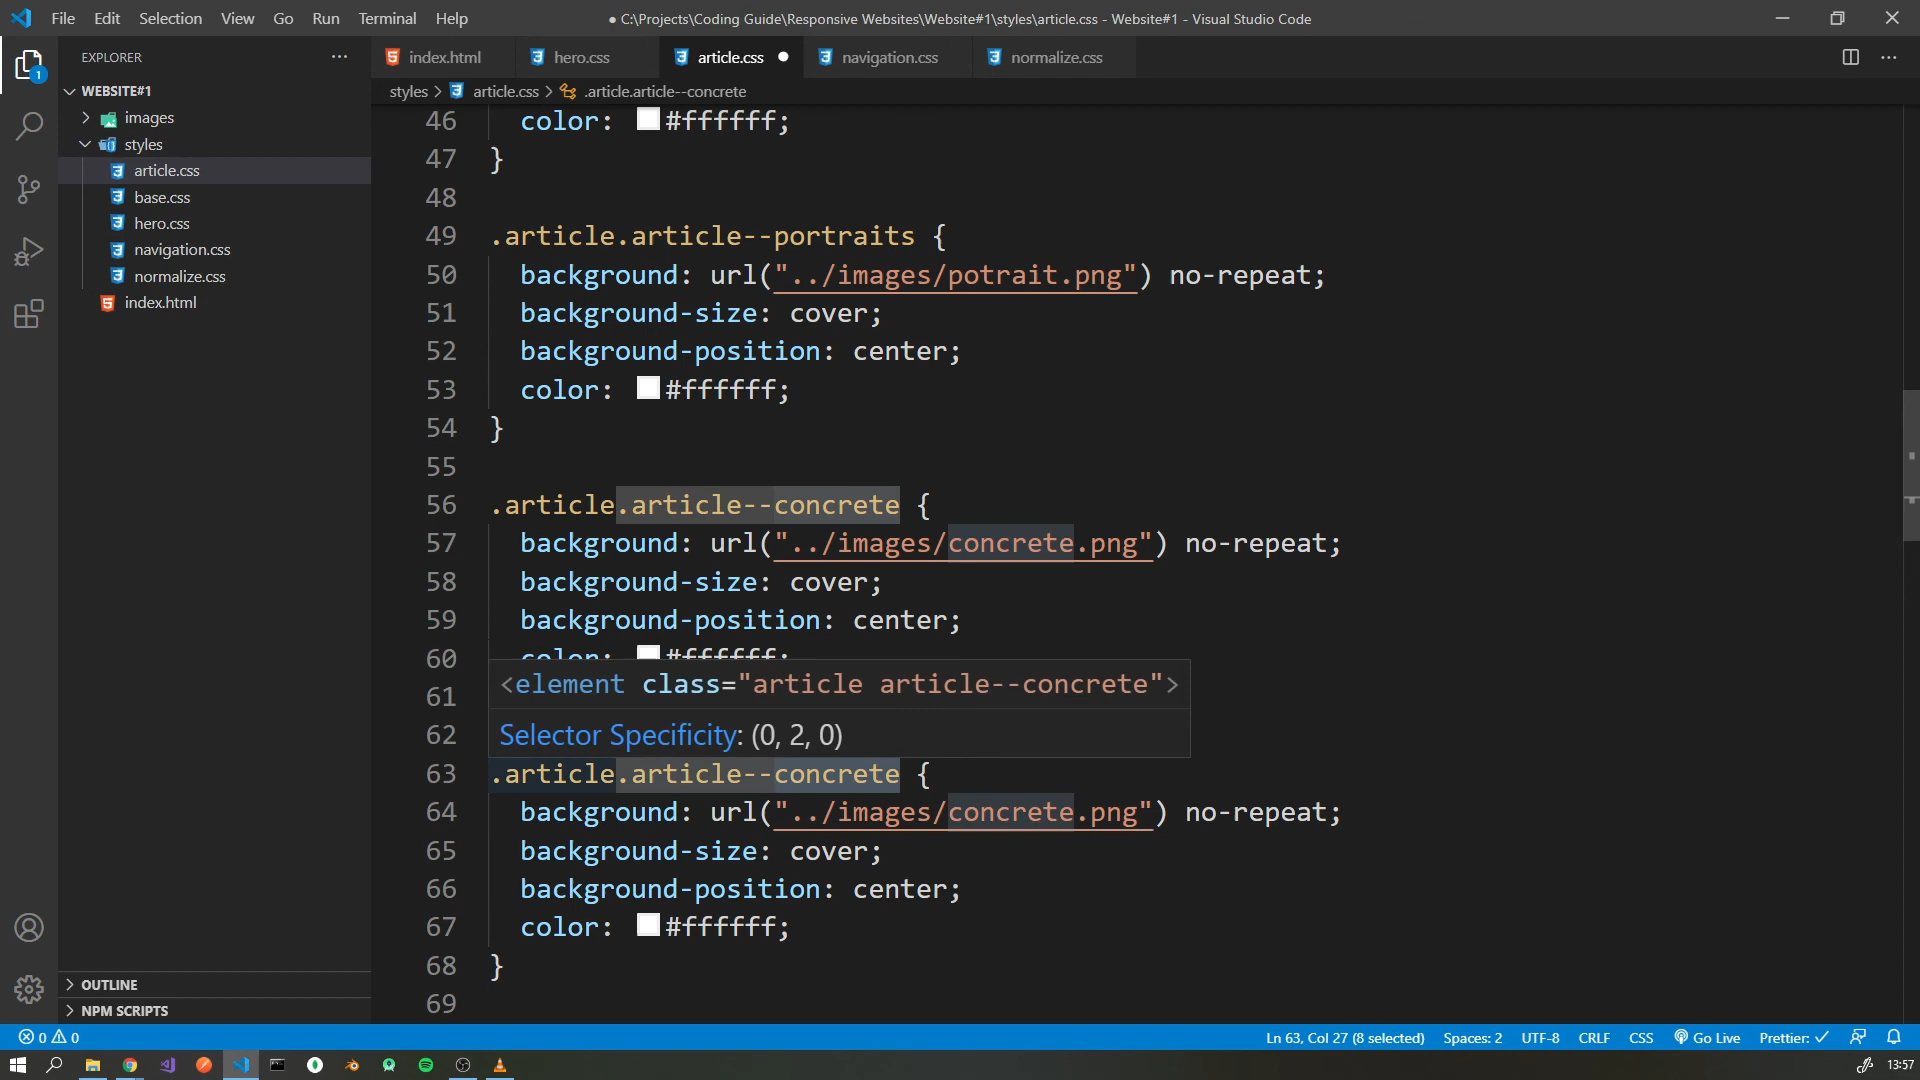 File Edit Selection View Go Run Terminal Help
● C:\Projects\Coding Guide\Responsive Websites\Website#1\styles\article.css - Website#1 - Visual Studio Code
EXPLORER
index.html
hero.css
article.css
navigation.css
normalize.css
1
WEBSITE#1
images
styles
article.css
base.css
hero.css
navigation.css
normalize.css
index.html
styles > article.css > .article.article--concrete
46 color: #ffffff;
47 }
48
49 .article.article--portraits {
50 background: url("../images/potrait.png") no-repeat;
51 background-size: cover;
52 background-position: center;
53 color: #ffffff;
54 }
55
56 .article.article--concrete {
57 background: url("../images/concrete.png") no-repeat;
58 background-size: cover;
59 background-position: center;
60 color: #ffffff;
61 <element class="article article--concrete">
62 Selector Specificity: (0, 2, 0)
63 .article.article--concrete {
64 background: url("../images/concrete.png") no-repeat;
65 background-size: cover;
66 background-position: center;
67 color: #ffffff;
68 }
69
OUTLINE
NPM SCRIPTS
0 0
Ln 63, Col 27 (8 selected) Spaces: 2 UTF-8 CRLF CSS Go Live Prettier: ✓
13:57